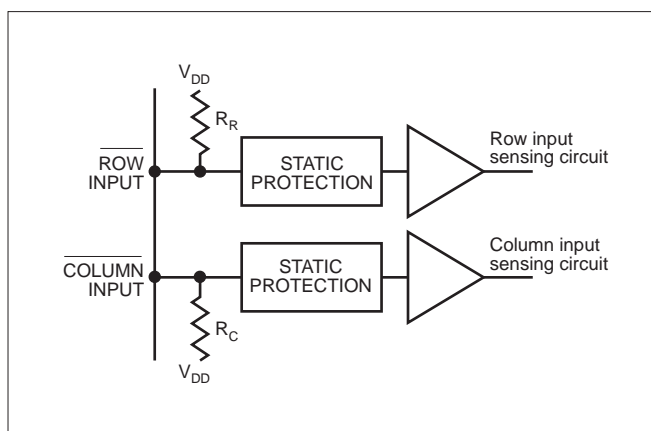 VDD
RR
ROW
INPUT
STATIC
PROTECTION
Row input
sensing circuit
COLUMN
INPUT
STATIC
PROTECTION
Column input
sensing circuit
RC
VDD